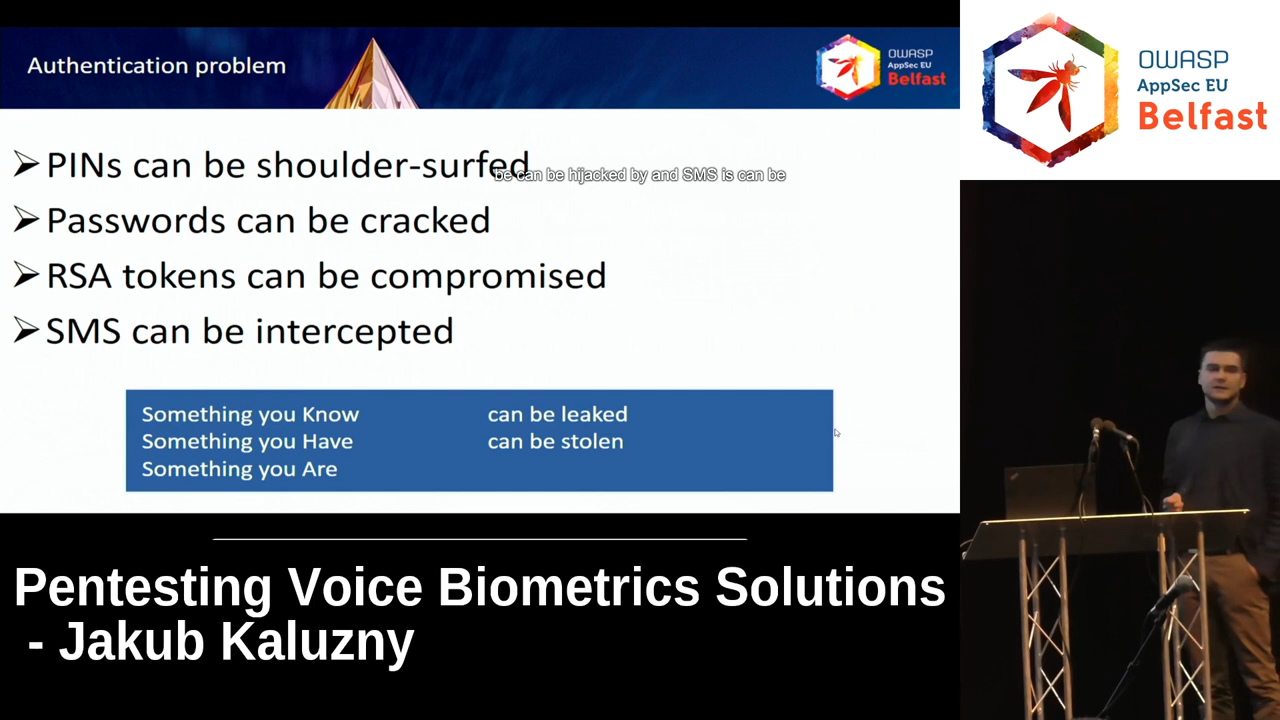 Authentication problem
OWASP
AppSec EU
Belfast
PINs can be shoulder-surfed
be can be hijacked by and SMS is can be
Passwords can be cracked
RSA tokens can be compromised
SMS can be intercepted
Something you Know can be leaked
Something you Have can be stolen
Something you Are
Pentesting Voice Biometrics Solutions
- Jakub Kaluzny
OWASP
AppSec EU
Belfast